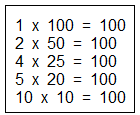 1 x 100 = 100
2 x 50 = 100
4 x 25 = 100
5 x 20 = 100
10 x 10 = 100